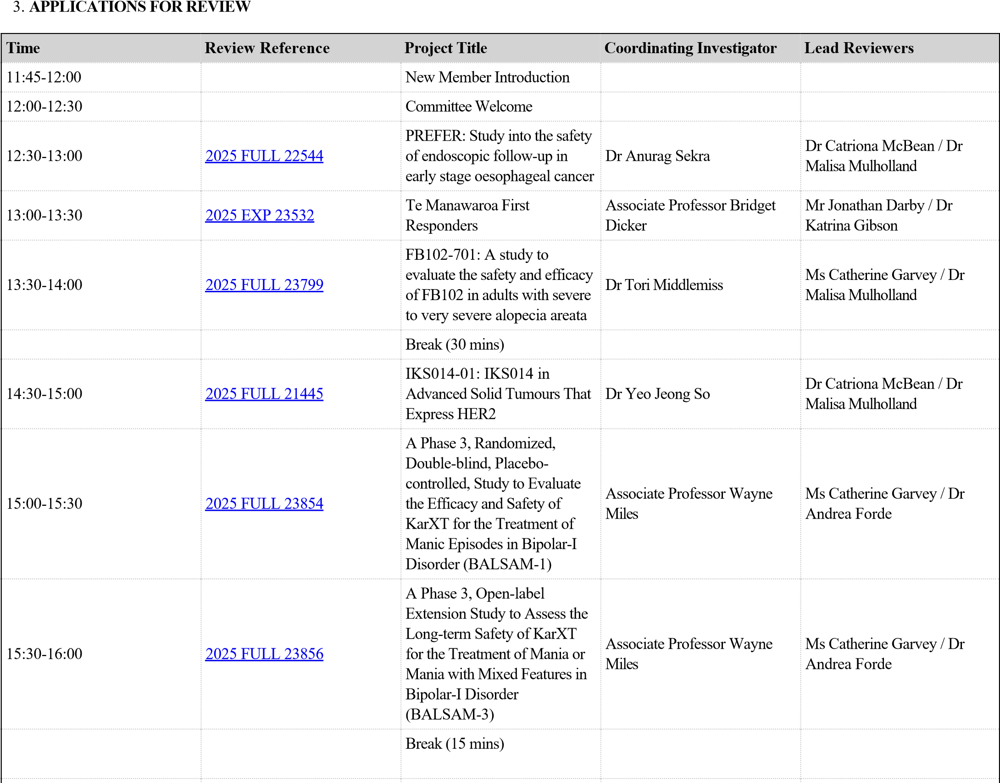 3. APPLICATIONS FOR REVIEW
Time Review Reference Project Title Coordinating Investigator Lead Reviewers
11:45-12:00 New Member Introduction
12:00-12:30 Committee Welcome
12:30-13:00 2025 FULL 22544 PREFER: Study into the safety
of endoscopic follow-up in
early stage oesophageal cancer
Dr Anurag Sekra
Dr Catriona McBean / Dr
Malisa Mulholland
13:00-13:30 2025 EXP 23532 Te Manawaroa First
Responders
Associate Professor Bridget
Dicker
Mr Jonathan Darby / Dr
Katrina Gibson
13:30-14:00 2025 FULL 23799 FB102-701: A study to
evaluate the safety and efficacy
of FB102 in adults with severe
to very severe alopecia areata
Dr Tori Middlemiss
Ms Catherine Garvey / Dr
Malisa Mulholland
Break (30 mins)
14:30-15:00 2025 FULL 21445 IKS014-01: IKS014 in
Advanced Solid Tumours That
Express HER2
Dr Yeo Jeong So
Dr Catriona McBean / Dr
Malisa Mulholland
15:00-15:30 2025 FULL 23854 A Phase 3, Randomized,
Double-blind, Placebo-
controlled, Study to Evaluate
the Efficacy and Safety of
KarXT for the Treatment of
Manic Episodes in Bipolar-I
Disorder (BALSAM-1)
Associate Professor Wayne
Miles
Ms Catherine Garvey / Dr
Andrea Forde
15:30-16:00 2025 FULL 23856 A Phase 3, Open-label
Extension Study to Assess the
Long-term Safety of KarXT
for the Treatment of Mania or
Mania with Mixed Features in
Bipolar-I Disorder
(BALSAM-3)
Associate Professor Wayne
Miles
Ms Catherine Garvey / Dr
Andrea Forde
Break (15 mins)